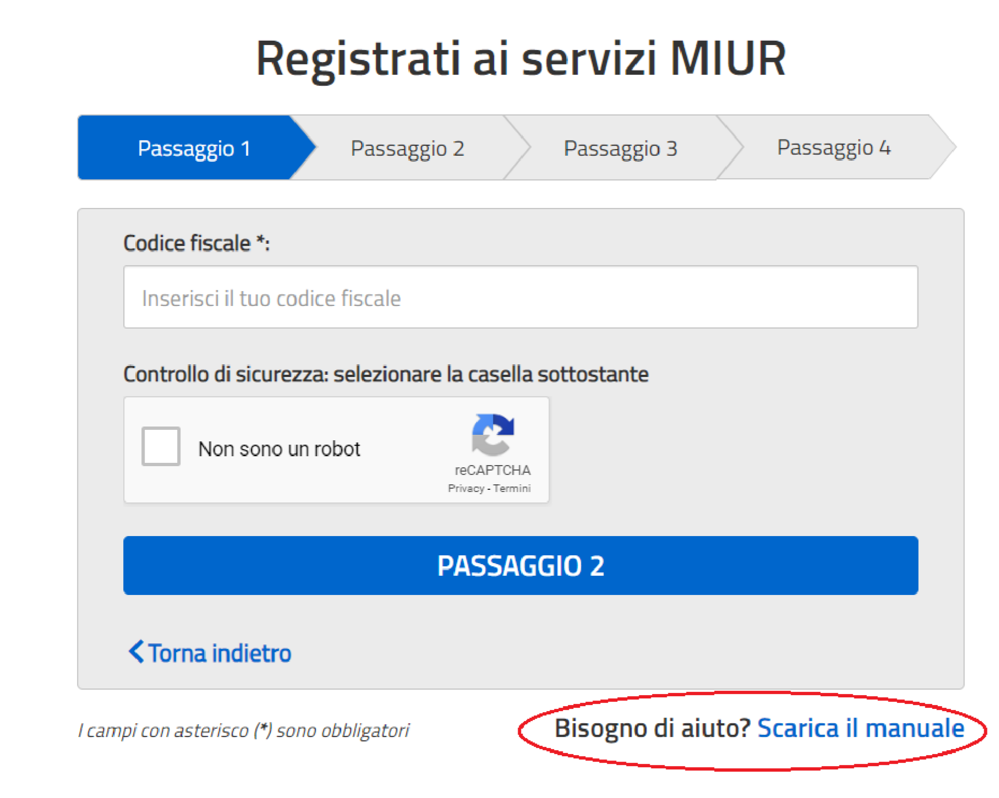 Registrati ai servizi MIUR
Passaggio 1 Passaggio 2 Passaggio 3 Passaggio 4
Codice fiscale *:
Inserisci il tuo codice fiscale
Controllo di sicurezza: selezionare la casella sottostante
Non sono un robot
reCAPTCHA
Privacy - Termini
PASSAGGIO 2
Torna indietro
I campi con asterisco (*) sono obbligatori
Bisogno di aiuto? Scarica il manuale